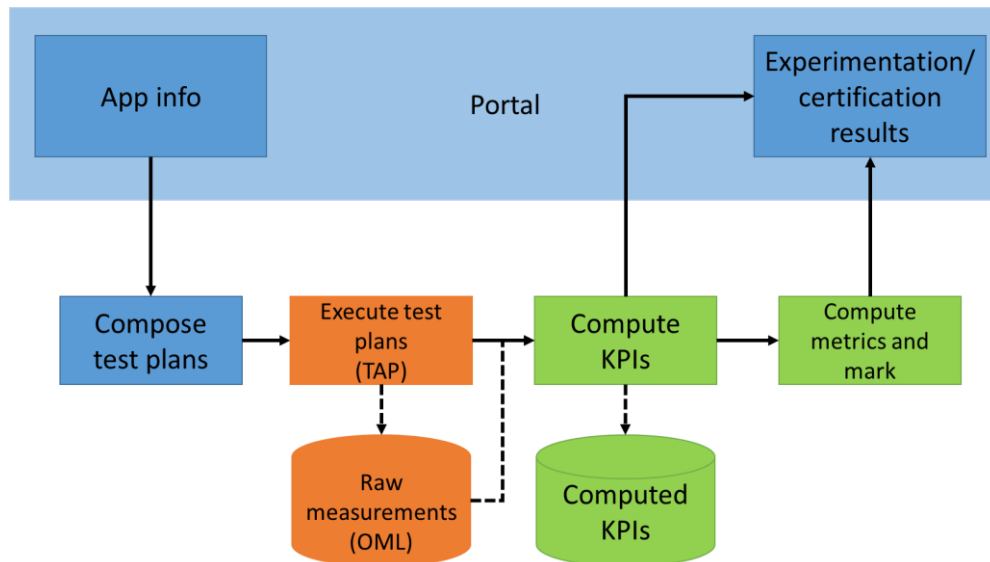 App info
Portal
Experimentation/
certification
results
Compose
test plans
Execute test
plans
(TAP)
Compute
KPIs
Compute
metrics and
mark
Raw
measurements
(OML)
Computed
KPIs